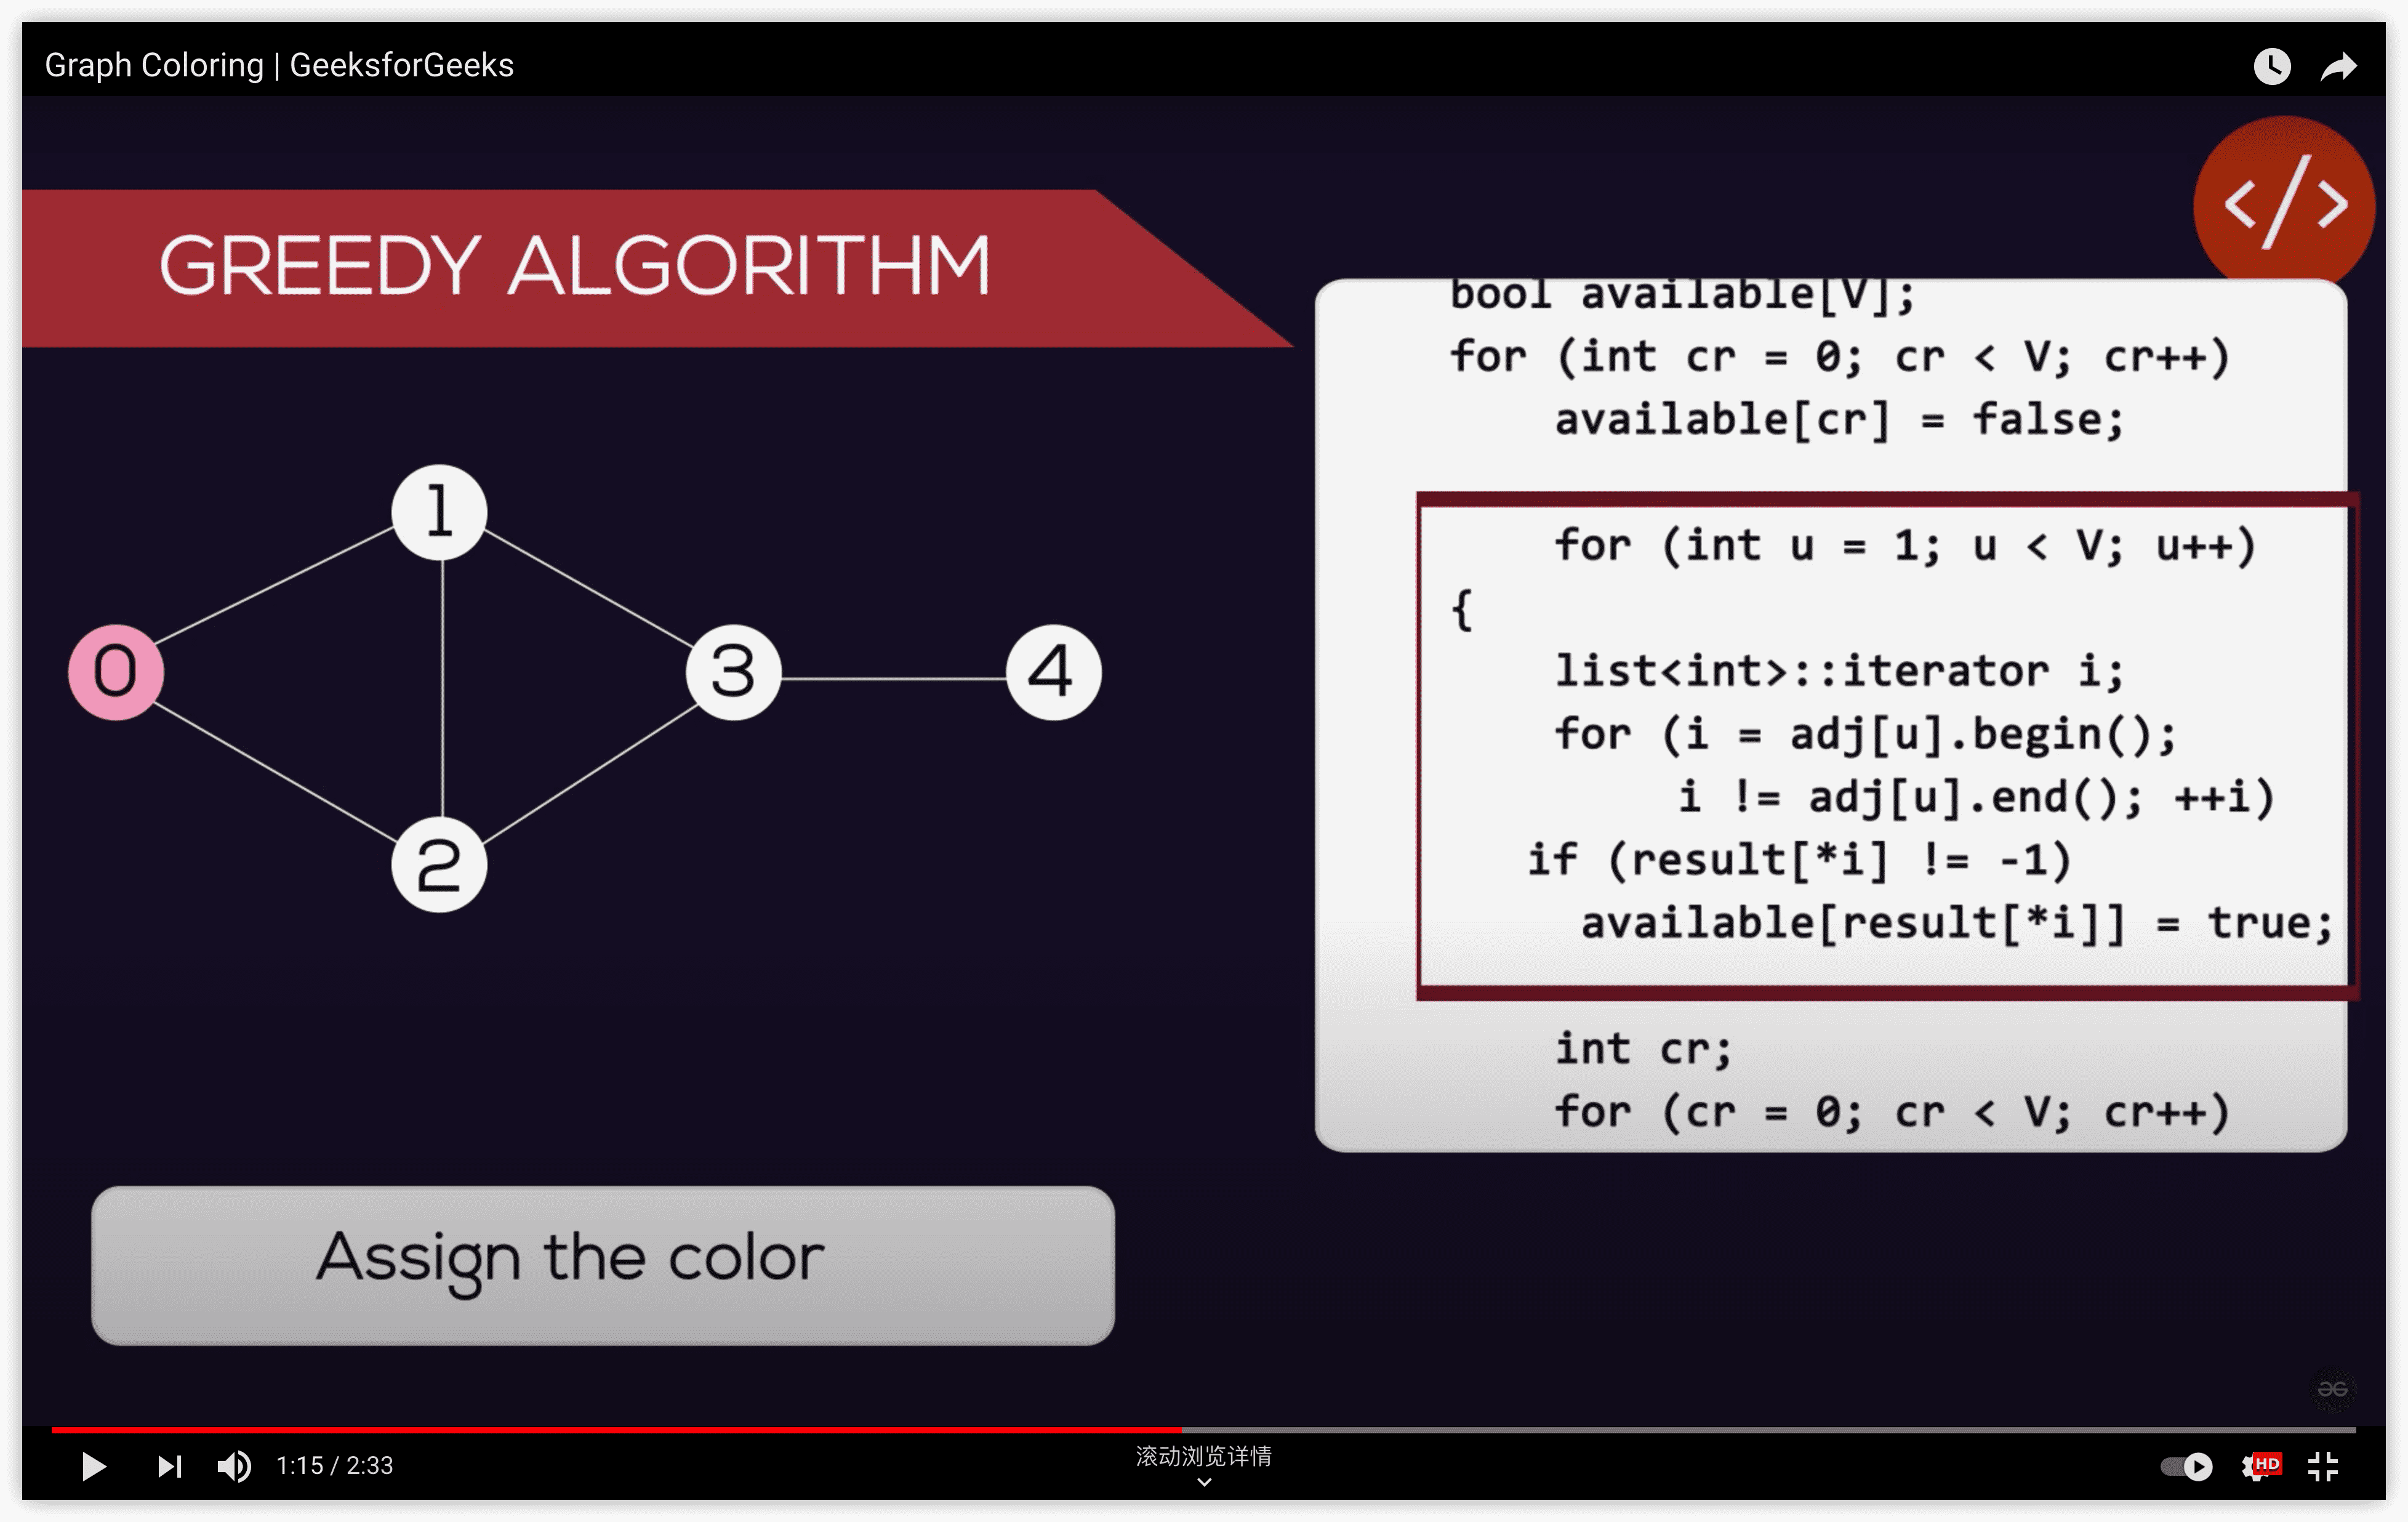 Graph Coloring | GeeksforGeeks
</>
GREEDY ALGORITHM
bool available[V];
for (int cr = 0; cr < V; cr++)
available[cr] = false;
for (int u = 1; u < V; u++)
{
list<int>::iterator i;
for (i = adj[u].begin();
i != adj[u].end(); ++i)
if (result[*i] != -1)
available[result[*i]] = true;
int cr;
for (cr = 0; cr < V; cr++)
1
0
3
4
2
Assign the color
1:15 / 2:33
滚动浏览详情
HD